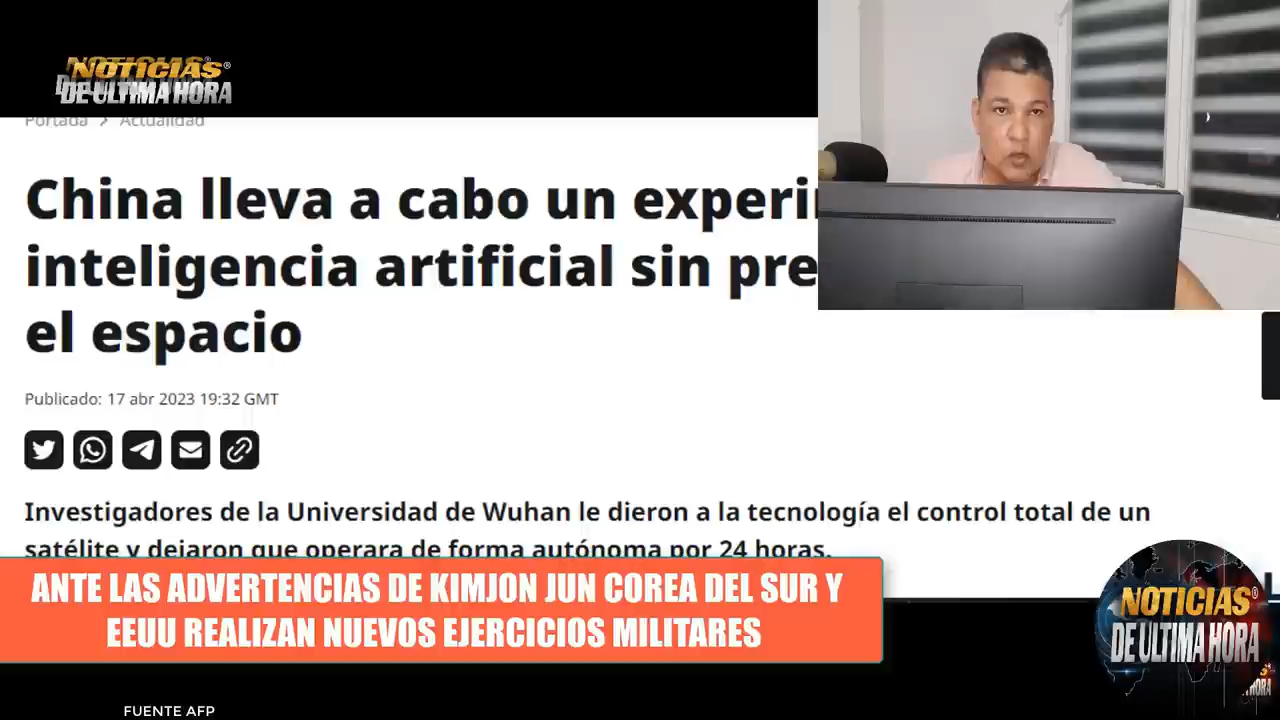 NOTICIAS®
DE ULTIMA HORA
Portada > Actualidad
China lleva a cabo un
inteligencia artificial sin
el espacio
Publicado: 17 abr 2023 19:32 GMT
Investigadores de la Universidad de Wuhan le dieron a la tecnología el control total de un
satélite y dejaron que operara de forma autónoma por 24 horas.
ANTE LAS ADVERTENCIAS DE KIMJON JUN COREA DEL SUR Y
EEUU REALIZAN NUEVOS EJERCICIOS MILITARES
NOTICIAS®
DE ULTIMA HORA
HORA
FUENTE AFP